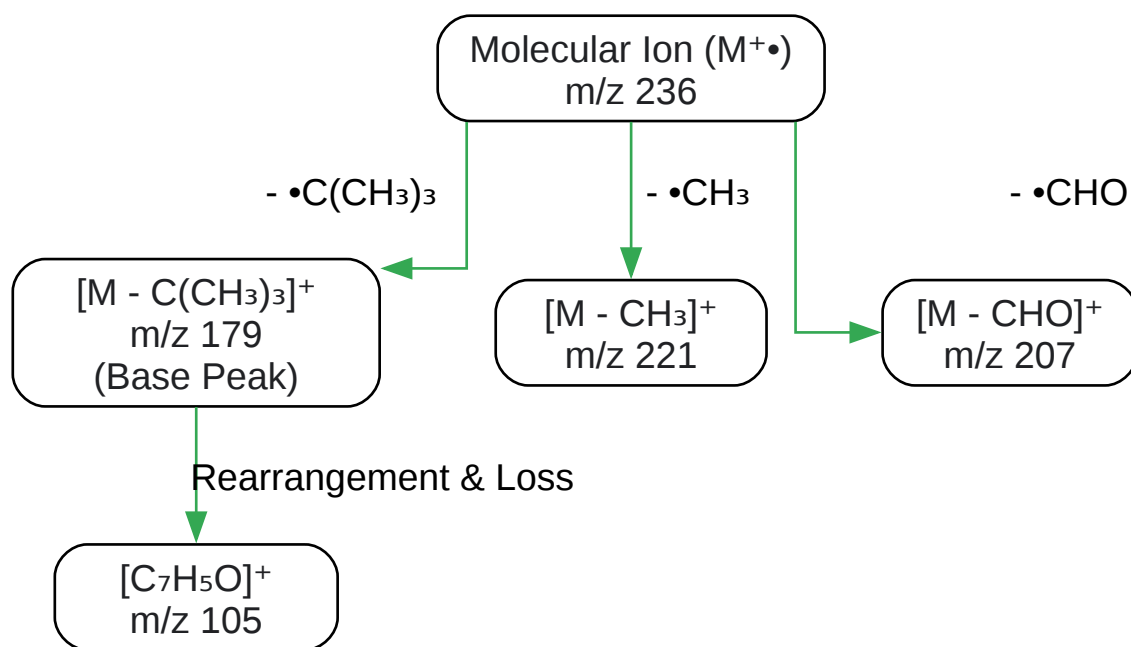 Molecular Ion (M⁺•)
m/z 236
- •C(CH₃)₃
- •CH₃
- •CHO
[M - C(CH₃)₃]⁺
m/z 179
(Base Peak)
[M - CH₃]⁺
m/z 221
[M - CHO]⁺
m/z 207
Rearrangement & Loss
[C₇H₅O]⁺
m/z 105